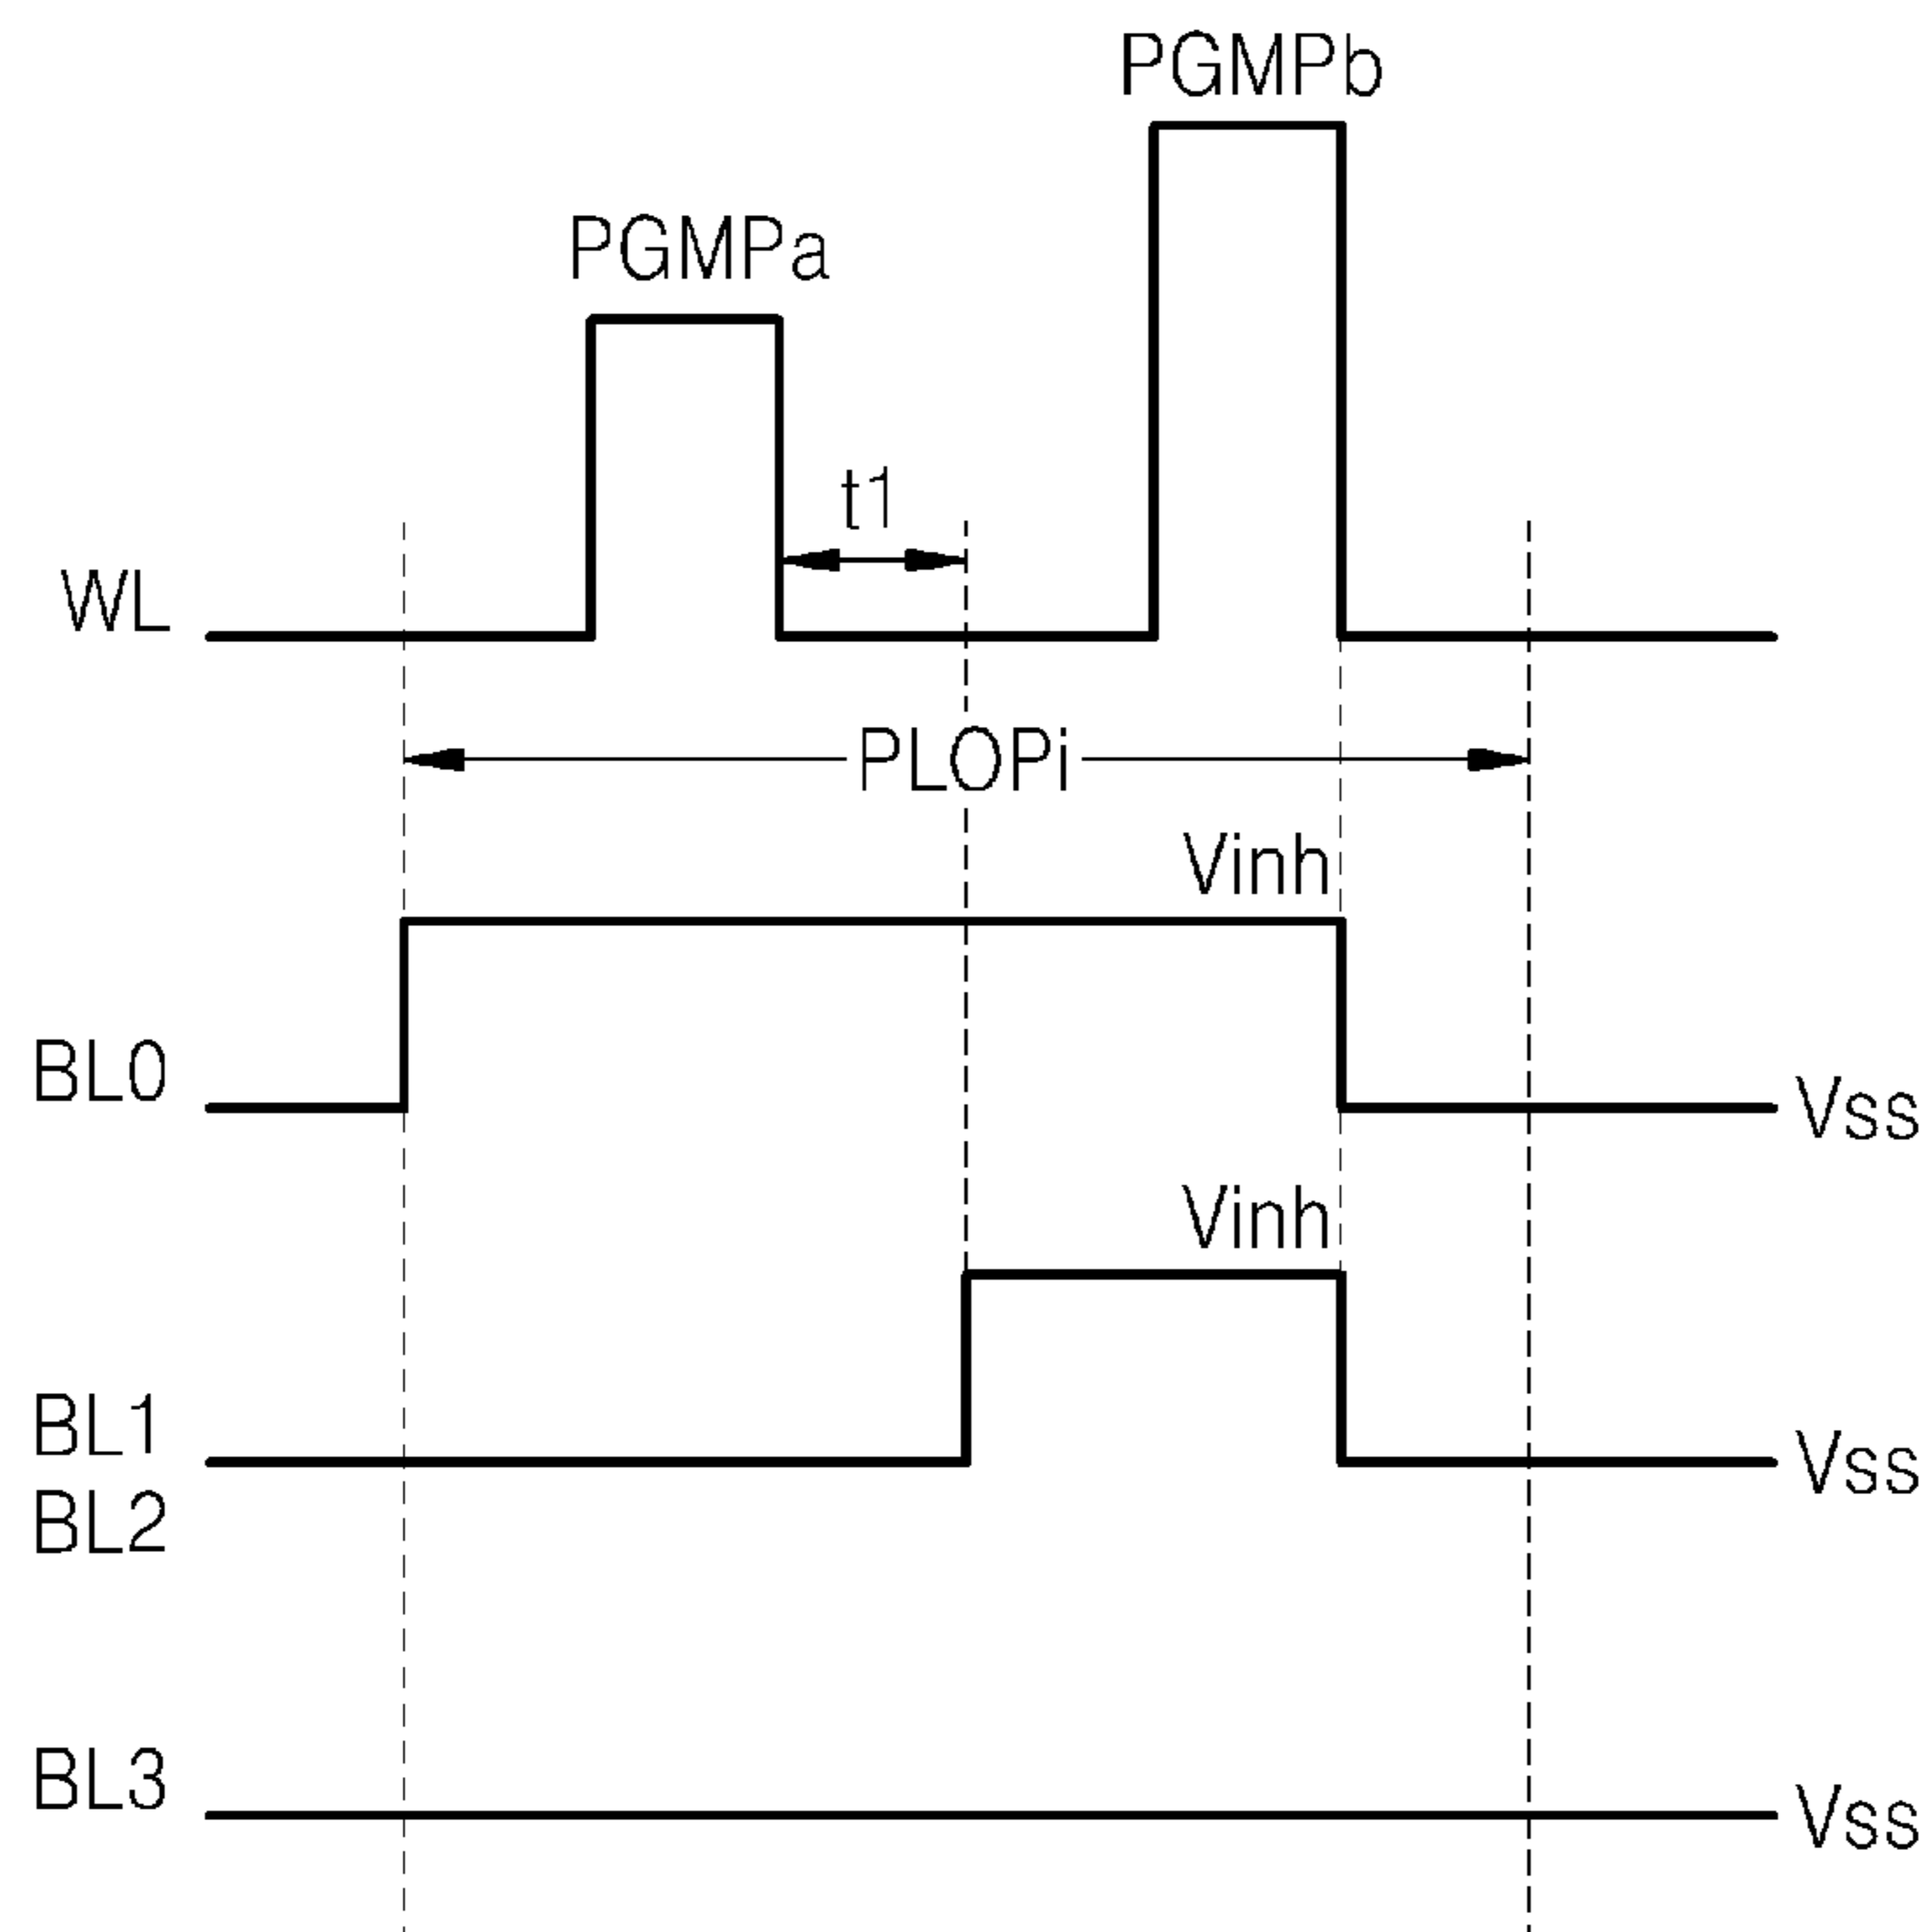 PGMPb
PGMPa
t1
WL
PLOPi
Vinh
BL0
Vss
Vinh
BL1
Vss
BL2
BL3
Vss